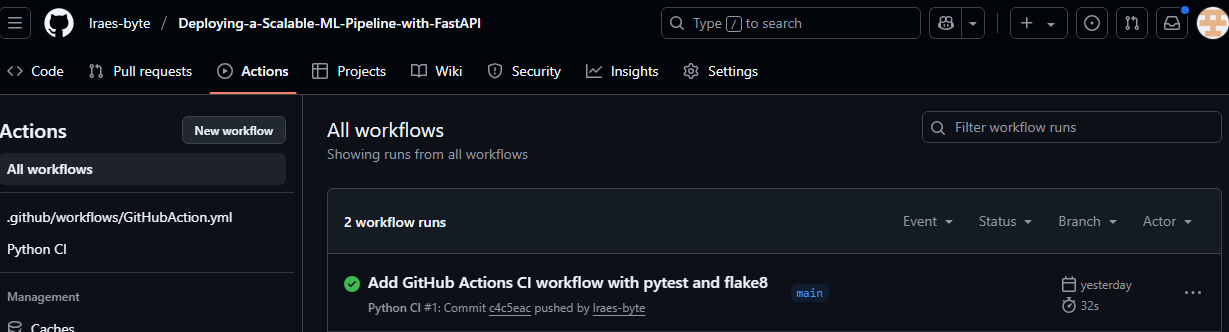 Iraes-byte / Deploying-a-Scalable-ML-Pipeline-with-FastAPI
Type / to search
Code Pull requests Actions Projects Wiki Security Insights Settings
Actions
New workflow
All workflows
.github/workflows/GitHubAction.yml
Python CI
Management
Caches
All workflows
Showing runs from all workflows
Filter workflow runs
2 workflow runs
Event Status Branch Actor
Add GitHub Actions CI workflow with pytest and flake8
main
Python CI #1: Commit c4c5eac pushed by Iraes-byte
yesterday
32s